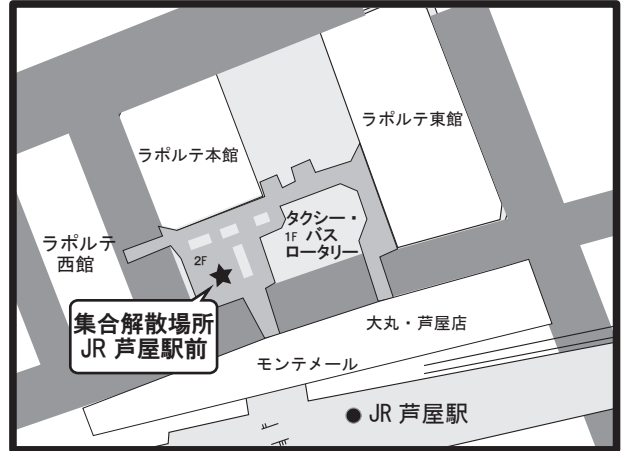 ラポルテ東館
ラポルテ本館
タクシー・
1F バス
ロータリー
ラポルテ
西館
2F
集合解散場所
JR 芦屋駅前
大丸・芦屋店
モンテメール
JR 芦屋駅